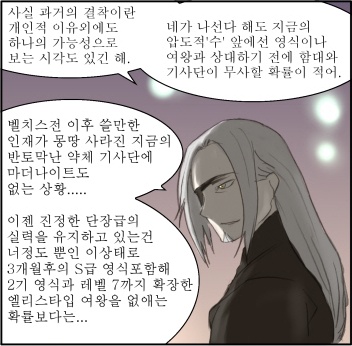 사실 과거의 결착이란
개인적 이유외에도
하나의 가능성으로
보는 시각도 있긴 해.
네가 나선다 해도 지금의
압도적'수' 앞에선 영식이나
여왕과 상대하기 전에 함대와
기사단이 무사할 확률이 적어.
벨치스전 이후 쓸만한
인재가 몽땅 사라진 지금의
반토막난 약체 기사단에
마더나이트도
없는 상황.....
이젠 진정한 단장급의
실력을 유지하고 있는건
너정도 뿐인 이상태로
3개월후의 S급 영식포함해
2기 영식과 레벨 7까지 확장한
엘리스타입 여왕을 없애는
확률보다는...